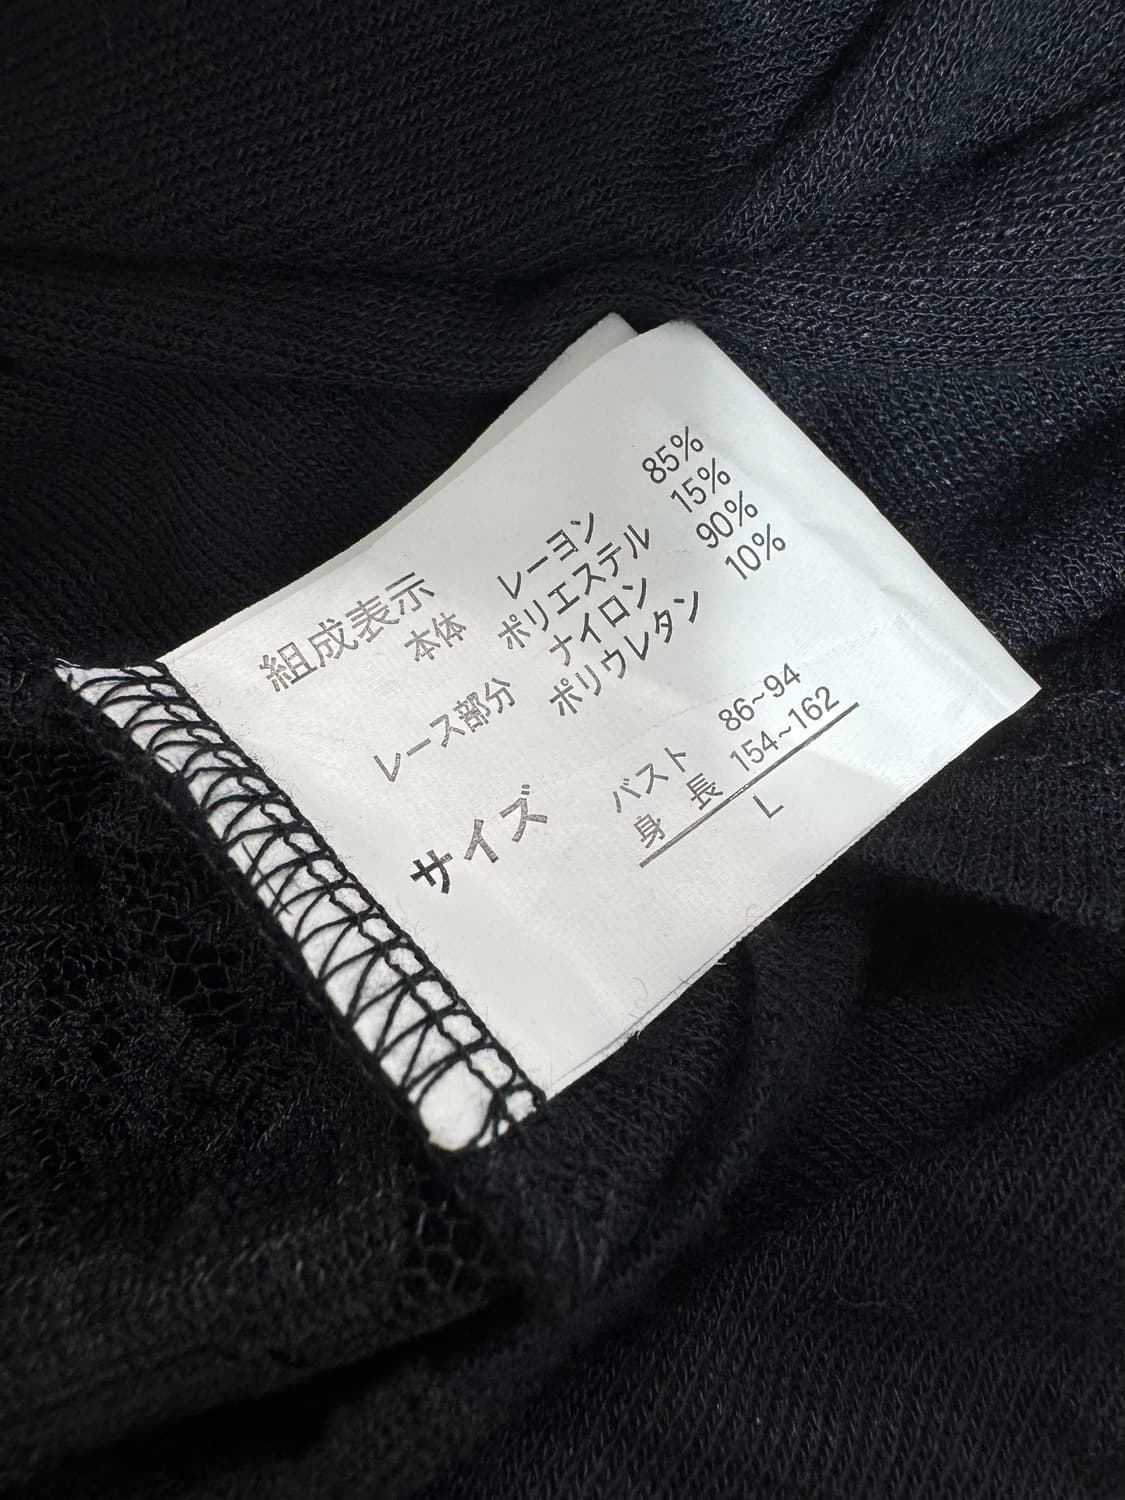 組成表示
本体 レーヨン 85%
ポリエステル 15%
レース部分 ナイロン 90%
ポリウレタン 10%
サイズ バスト 86~94
身長 154~162
L